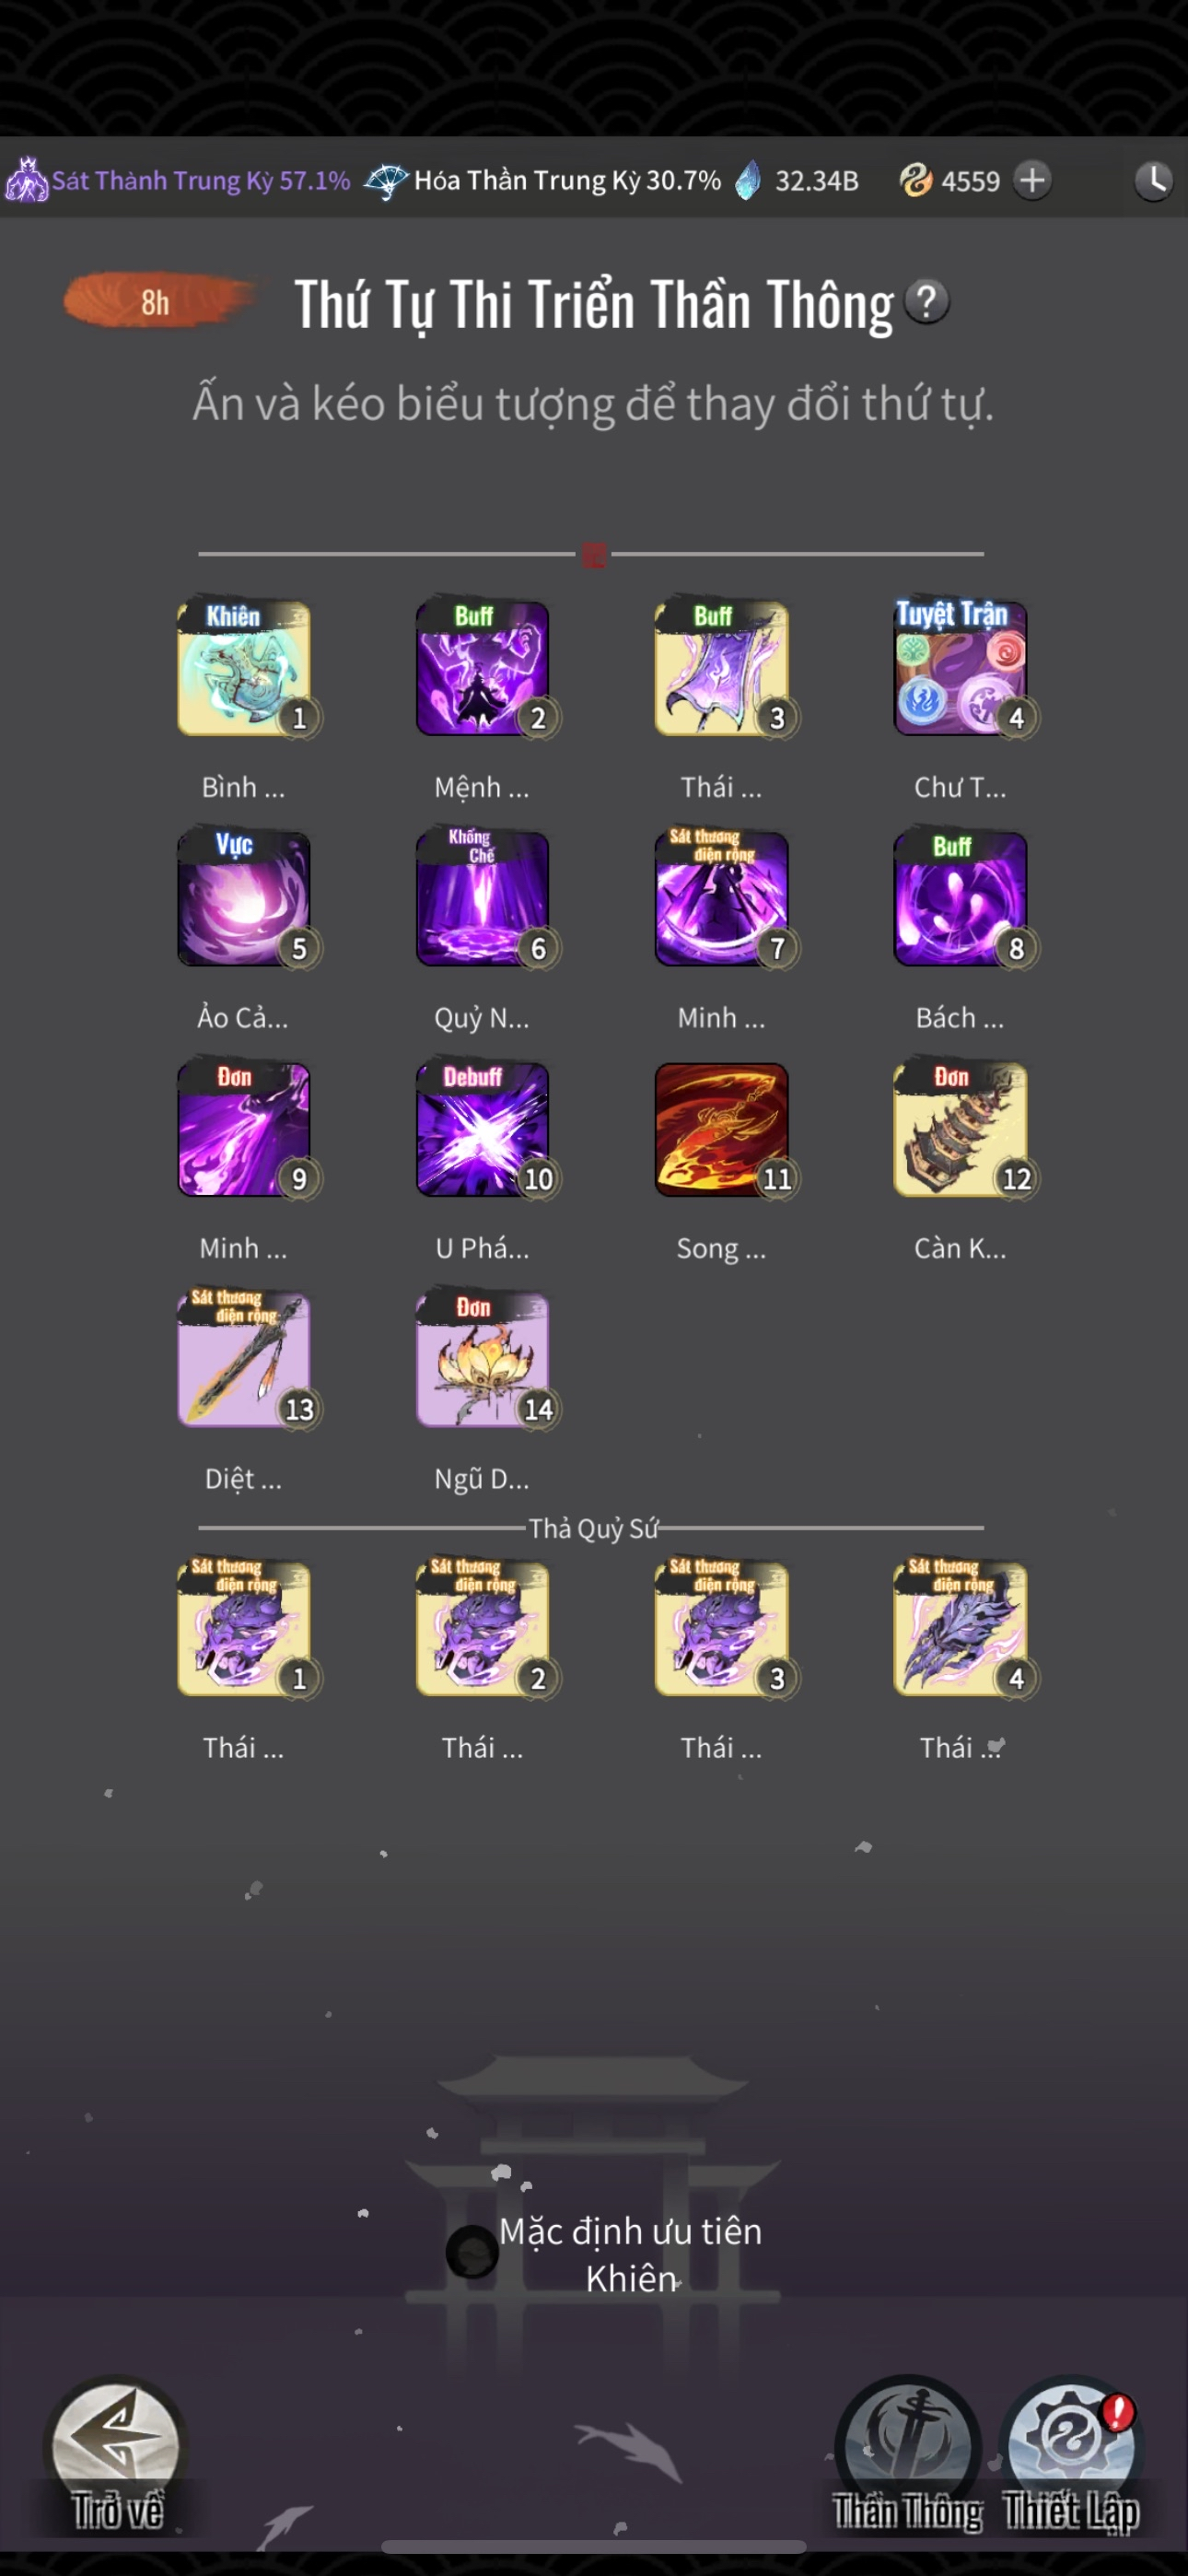 Sát Thành Trung Kỳ 57.1% Hóa Thần Trung Kỳ 30.7% 32.34B 4559
8h
Thứ Tự Thi Triển Thần Thông ?
Ấn và kéo biểu tượng để thay đổi thứ tự.
Khiên Buff Buff Tuyệt Trận
1 2 3 4
Bình ... Mệnh ... Thái ... Chư T...
Vực Khống Chế Sát thương diện rộng Buff
5 6 7 8
Ảo Cả... Quỷ N... Minh ... Bách ...
Đơn Debuff Đơn
9 10 11 12
Minh ... U Phá... Song ... Càn K...
Sát thương diện rộng Đơn
13 14
Diệt ... Ngũ D...
Thả Quỷ Sứ
Sát thương diện rộng Sát thương diện rộng Sát thương diện rộng Sát thương diện rộng
1 2 3 4
Thái ... Thái ... Thái ... Thái ...
Mặc định ưu tiên
Khiên
Trở về Thần Thông Thiết Lập